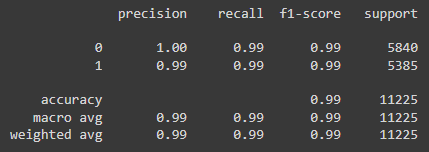 precision recall f1-score support
0 1.00 0.99 0.99 5840
1 0.99 0.99 0.99 5385
accuracy 0.99 11225
macro avg 0.99 0.99 0.99 11225
weighted avg 0.99 0.99 0.99 11225